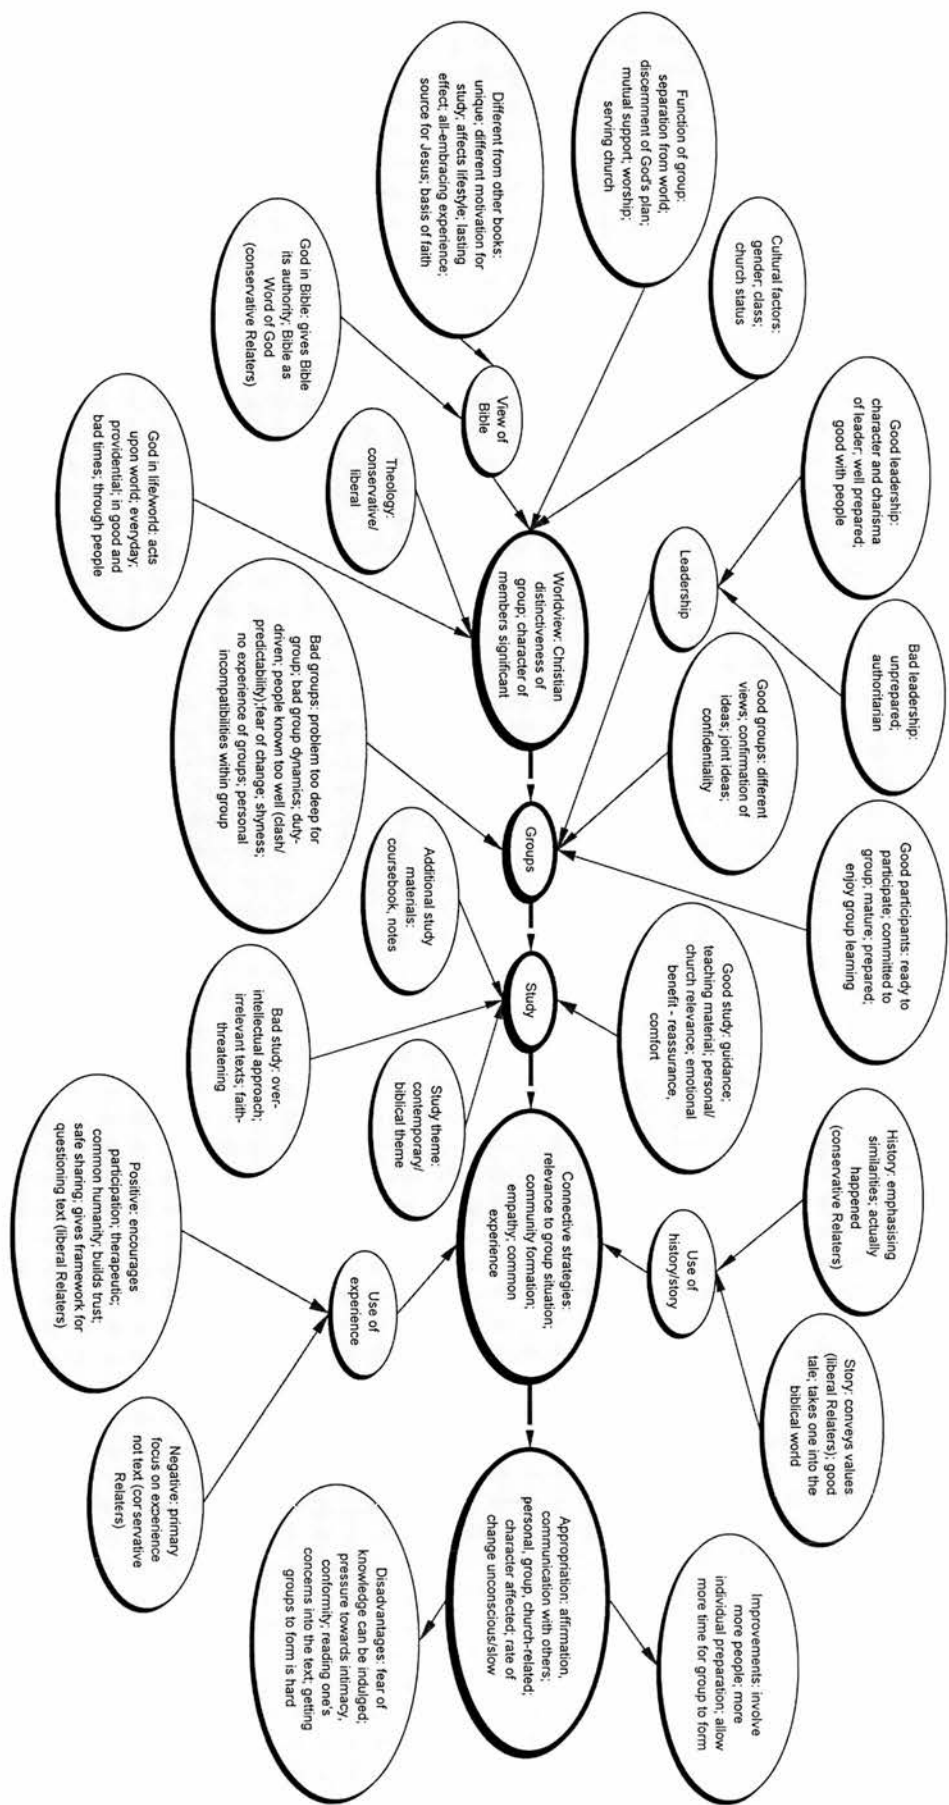 Function of group:
separation from world;
discernment of God's plan;
mutual support; worship;
serving church
Cultural factors:
gender; class;
church status
Good leadership:
character and charisma
of leader; well prepared;
good with people
Bad leadership:
unprepared;
authoritarian
Good participants: ready to
participate; committed to
group; mature; prepared;
enjoy group learning
History: emphasising
similarities; actually
happened
(conservative Relaters)
Story: conveys values
(liberal Relaters); good
tale; takes one into the
biblical world
Improvements: involve
more people; more
individual preparation; allow
more time for group to form
Leadership
Good groups: different
views; confirmation of
ideas; joint ideas;
confidentiality
Good study: guidance;
teaching material; personal/
church relevance; emotional
benefit - reassurance,
comfort
Use of
history/story
Different from other books:
unique; different motivation for
study; affects lifestyle; lasting
effect; all-embracing experience;
source for Jesus; basis of faith
View of
Bible
Worldview: Christian
distinctiveness of
group; character of
members significant
Groups
Study
Connective strategies:
relevance to group situation;
community formation;
empathy; common
experience
Appropriation: affirmation,
communication with others;
personal, group, church-related;
character affected; rate of
change unconscious/slow
God in Bible: gives Bible
its authority; Bible as
Word of God
(conservative Relaters)
Theology:
conservative/
liberal
God in life/world: acts
upon world; everyday;
providential; in good and
bad times; through people
Bad groups: problem too deep for
group; bad group dynamics; duty-
driven; people known too well (clash/
predictability);fear of change; shyness;
no experience of groups; personal
incompatibilities within group
Additional study
materials:
coursebook, notes
Bad study: over-
intellectual approach;
irrelevant texts; faith-
threatening
Study theme:
contemporary/
biblical theme
Use of
experience
Positive: encourages
participation; therapeutic;
common humanity; builds trust;
safe sharing; gives framework for
questioning text (liberal Relaters)
Negative: primary
focus on experience
not text (cor servative
Relaters)
Disadvantages: fear of
knowledge can be indulged;
pressure towards intimacy,
conformity; reading one's
concerns into the text; getting
groups to form is hard